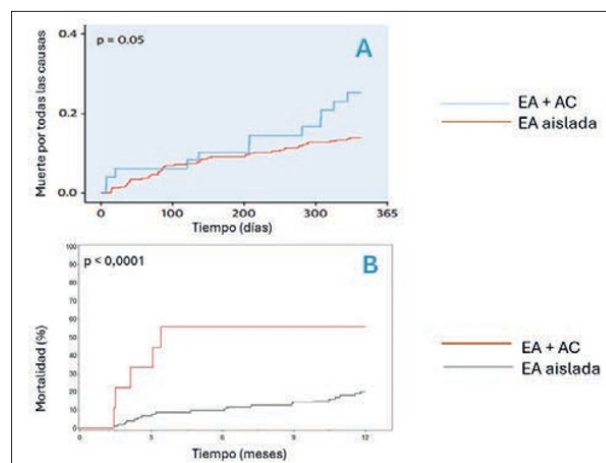 A
p = 0.05
0.4
0.2
0.0
Muerte por todas las causas
0
100
200
300
365
Tiempo (días)
EA + AC
EA aislada
B
p < 0,0001
100
90
80
70
60
50
40
30
20
10
0
Mortalidad (%)
0
3
6
9
12
Tiempo (meses)
EA + AC
EA aislada